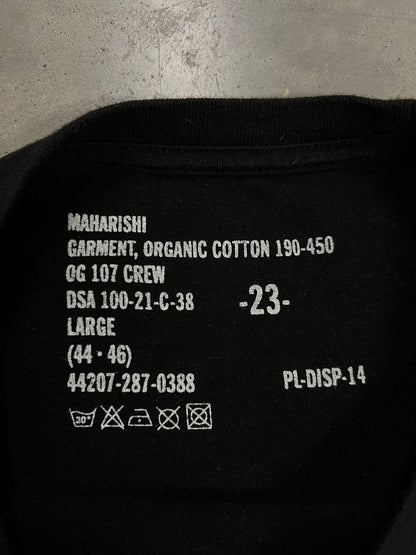 MAHARISHI
GARMENT, ORGANIC COTTON 190-450
OG 107 CREW
DSA 100-21-C-38 -23-
LARGE
(44 · 46)
44207-287-0388 PL-DISP-14
30°